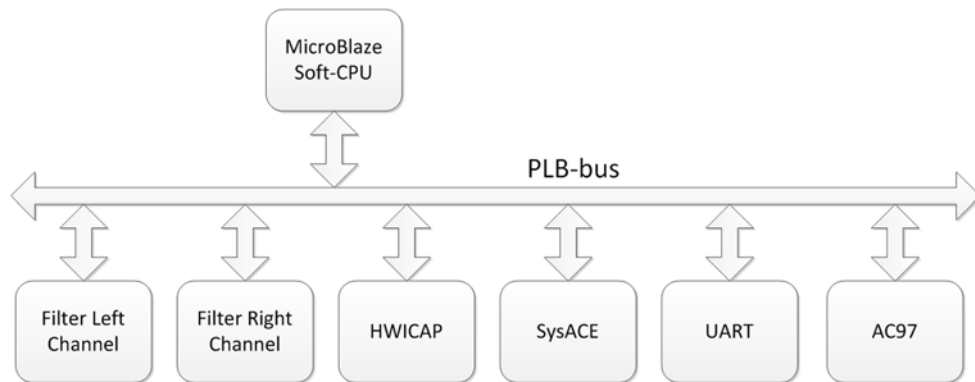 MicroBlaze
Soft-CPU
PLB-bus
Filter Left
Channel
Filter Right
Channel
HWICAP
SysACE
UART
AC97